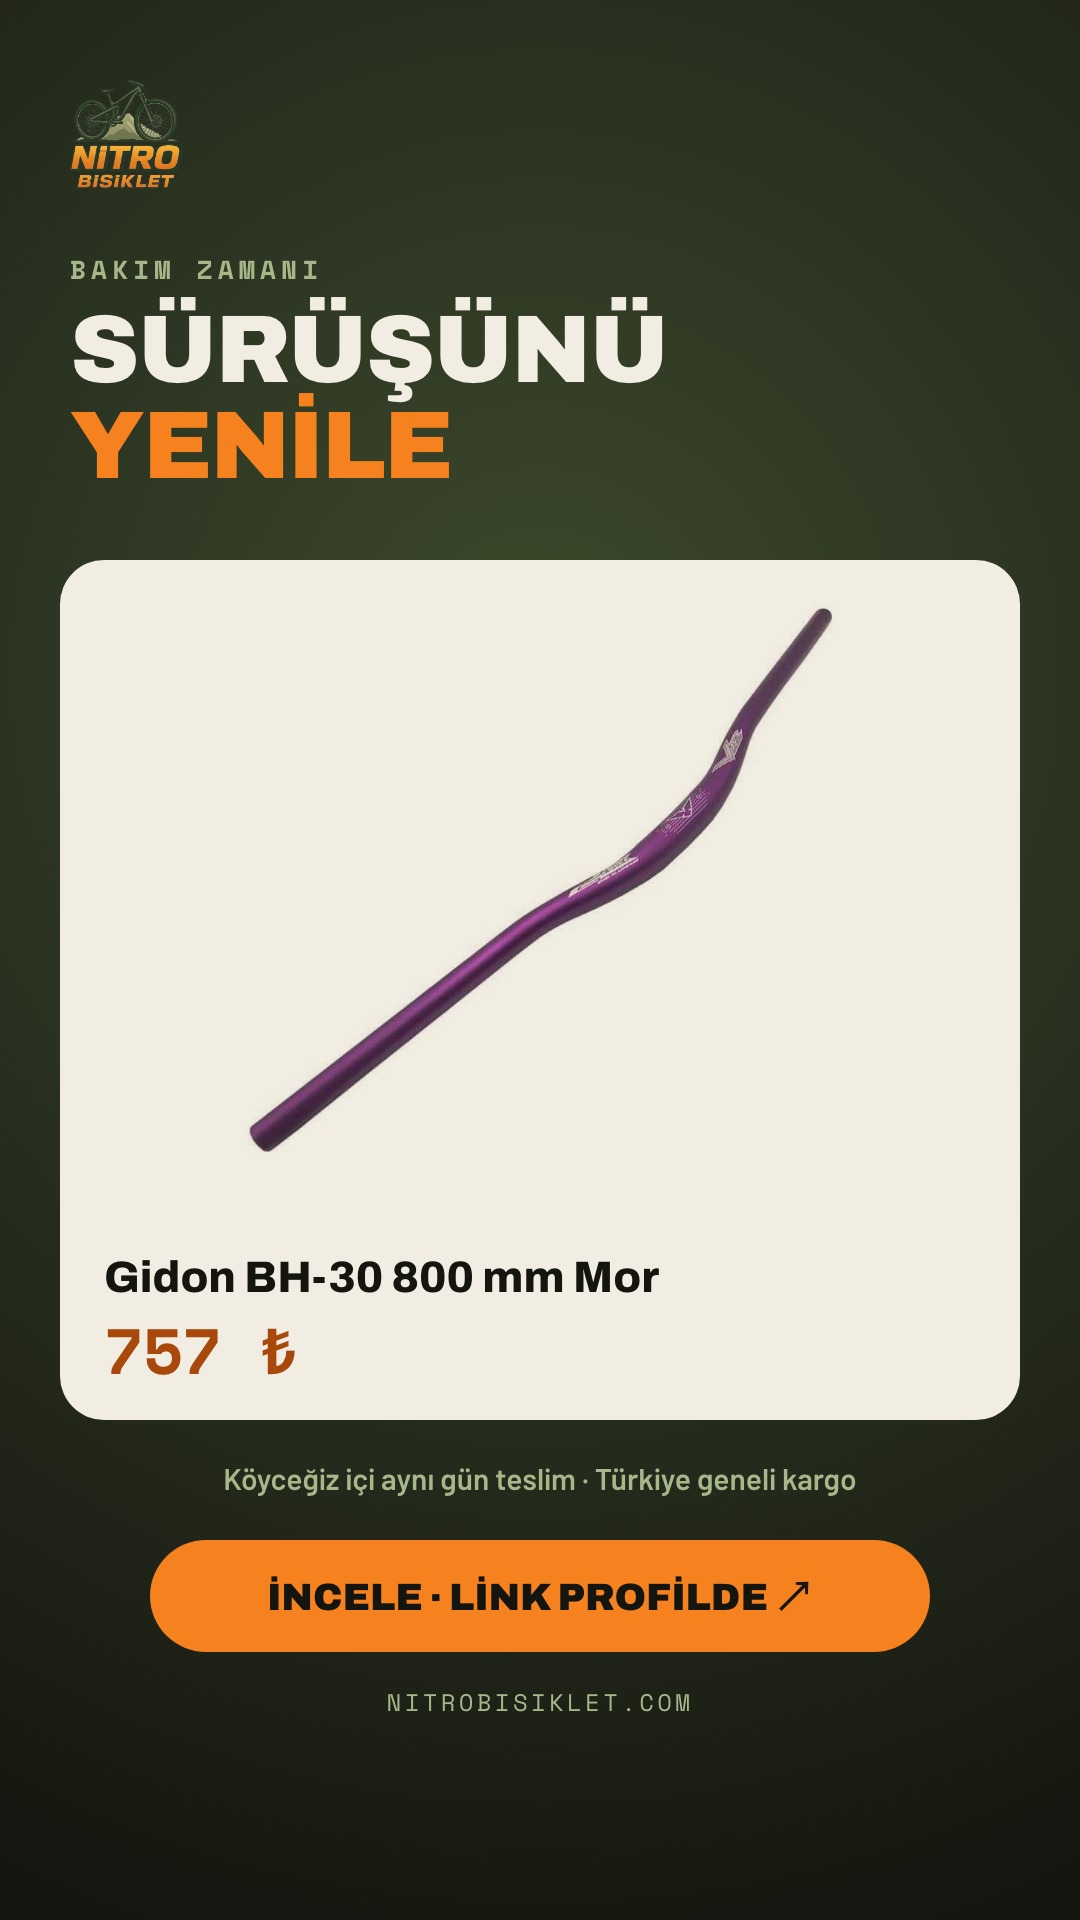 NiTRO
BiSiKLET
BAKIM ZAMANI
SÜRÜŞÜNÜ
YENİLE
Gidon BH-30 800 mm Mor
757 ₺
Köyceğiz içi aynı gün teslim · Türkiye geneli kargo
İNCELE · LİNK PROFİLDE ↗
NITROBISIKLET.COM